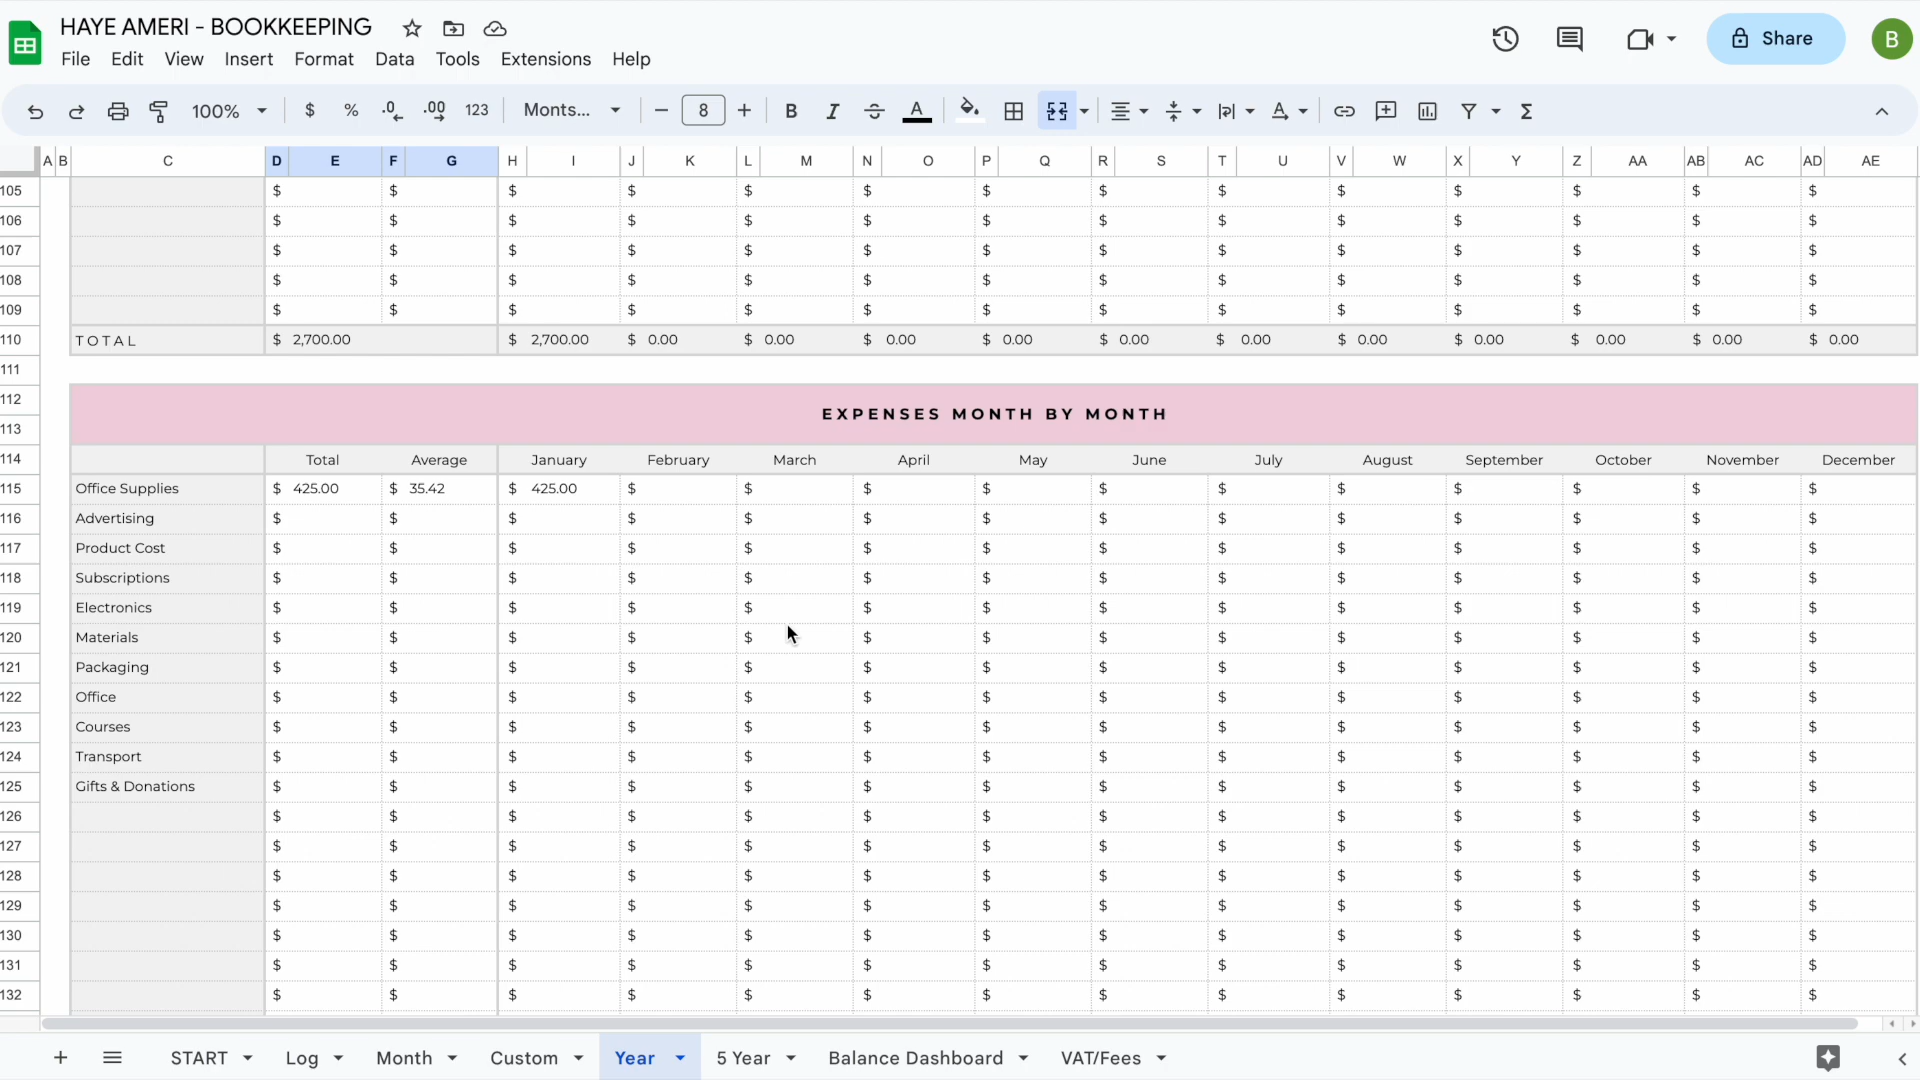 HAYE AMERI - BOOKKEEPING
File Edit View Insert Format Data Tools Extensions Help
Share
B
100% $ % .0 .00 123 Monts... 8 B I A
A B C D E F G H I J K L M N O P Q R S T U V W X Y Z AA AB AC AD AE
105 $ $ $ $ $ $ $ $ $ $ $ $ $ $
106 $ $ $ $ $ $ $ $ $ $ $ $ $ $
107 $ $ $ $ $ $ $ $ $ $ $ $ $ $
108 $ $ $ $ $ $ $ $ $ $ $ $ $ $
109 $ $ $ $ $ $ $ $ $ $ $ $ $ $
110 TOTAL $ 2,700.00 $ 2,700.00 $ 0.00 $ 0.00 $ 0.00 $ 0.00 $ 0.00 $ 0.00 $ 0.00 $ 0.00 $ 0.00 $ 0.00 $ 0.00
111
112
EXPENSES MONTH BY MONTH
113
114 Total Average January February March April May June July August September October November December
115 Office Supplies $ 425.00 $ 35.42 $ 425.00 $ $ $ $ $ $ $ $ $ $ $
116 Advertising $ $ $ $ $ $ $ $ $ $ $ $ $ $
117 Product Cost $ $ $ $ $ $ $ $ $ $ $ $ $ $
118 Subscriptions $ $ $ $ $ $ $ $ $ $ $ $ $ $
119 Electronics $ $ $ $ $ $ $ $ $ $ $ $ $ $
120 Materials $ $ $ $ $ $ $ $ $ $ $ $ $ $
121 Packaging $ $ $ $ $ $ $ $ $ $ $ $ $ $
122 Office $ $ $ $ $ $ $ $ $ $ $ $ $ $
123 Courses $ $ $ $ $ $ $ $ $ $ $ $ $ $
124 Transport $ $ $ $ $ $ $ $ $ $ $ $ $ $
125 Gifts & Donations $ $ $ $ $ $ $ $ $ $ $ $ $ $
126 $ $ $ $ $ $ $ $ $ $ $ $ $ $
127 $ $ $ $ $ $ $ $ $ $ $ $ $ $
128 $ $ $ $ $ $ $ $ $ $ $ $ $ $
129 $ $ $ $ $ $ $ $ $ $ $ $ $ $
130 $ $ $ $ $ $ $ $ $ $ $ $ $ $
131 $ $ $ $ $ $ $ $ $ $ $ $ $ $
132 $ $ $ $ $ $ $ $ $ $ $ $ $ $
START Log Month Custom Year 5 Year Balance Dashboard VAT/Fees